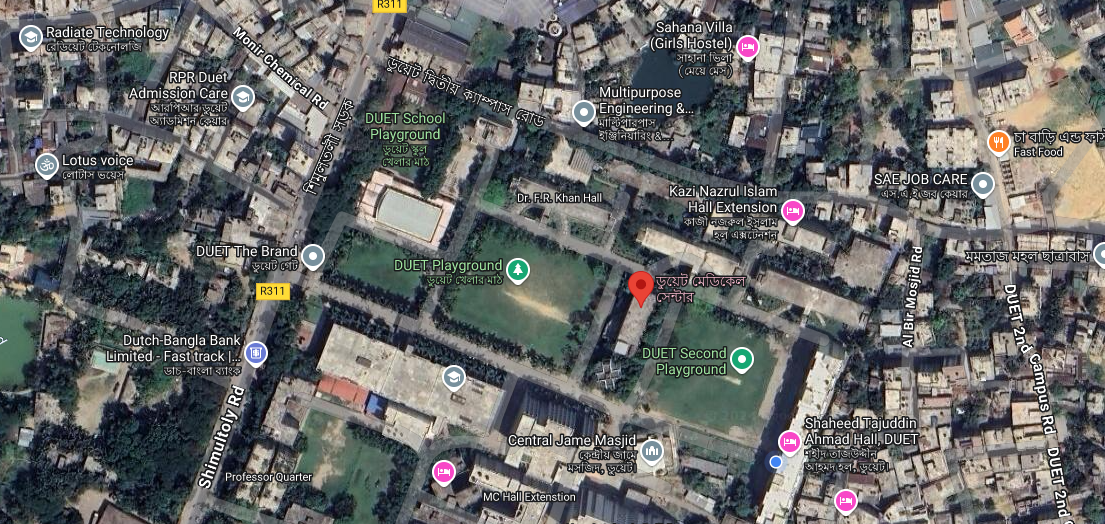 R311
Radiate Technology
রেডিয়েট টেকনোলজি
Monir Chemical Rd
Sahana Villa
(Girls Hostel)
সাহানা ভিলা
(মেয়ে মেস)
RPR Duet
Admission Care
আরপিআর ডুয়েট
অ্যাডমিশন কেয়ার
ডুয়েট দ্বিতীয় ক্যাম্পাস রোড
Multipurpose
Engineering &...
মাল্টিপারপাস
ইঞ্জিনিয়ারিং&...
DUET School
Playground
ডুয়েট স্কুল
খেলার মাঠ
শিমুলতলী সড়ক
Fast Food
Lotus voice
লোটাস ভয়েস
SAE JOB CARE
এস.এ.ই জব কেয়ার
Dr. F.R. Khan Hall
Kazi Nazrul Islam
Hall Extension
কাজী নজরুল ইসলাম
হল এক্সটেনশন
DUET The Brand
ডুয়েট গেট
DUET Playground
ডুয়েট খেলার মাঠ
ডুয়েট মেডিকেল
সেন্টার
মমতাজ মহল ছাত্রাবাস
Al Bir Mosjid Rd
R311
DUET 2nd Campus Rd
DUET 2nd
Dutch-Bangla Bank
Limited - Fast track |...
ডাচ-বাংলা ব্যাংক
DUET Second
Playground
Shimultoly Rd
Shaheed Tajuddin
Ahmad Hall, DUET
শহীদ তাজউদ্দীন
আহমদ হল, ডুয়েট।
Central Jame Masjid
কেন্দ্রীয় জামে
মসজিদ, ডুয়েট।
Professor Quarter
MC Hall Extenstion